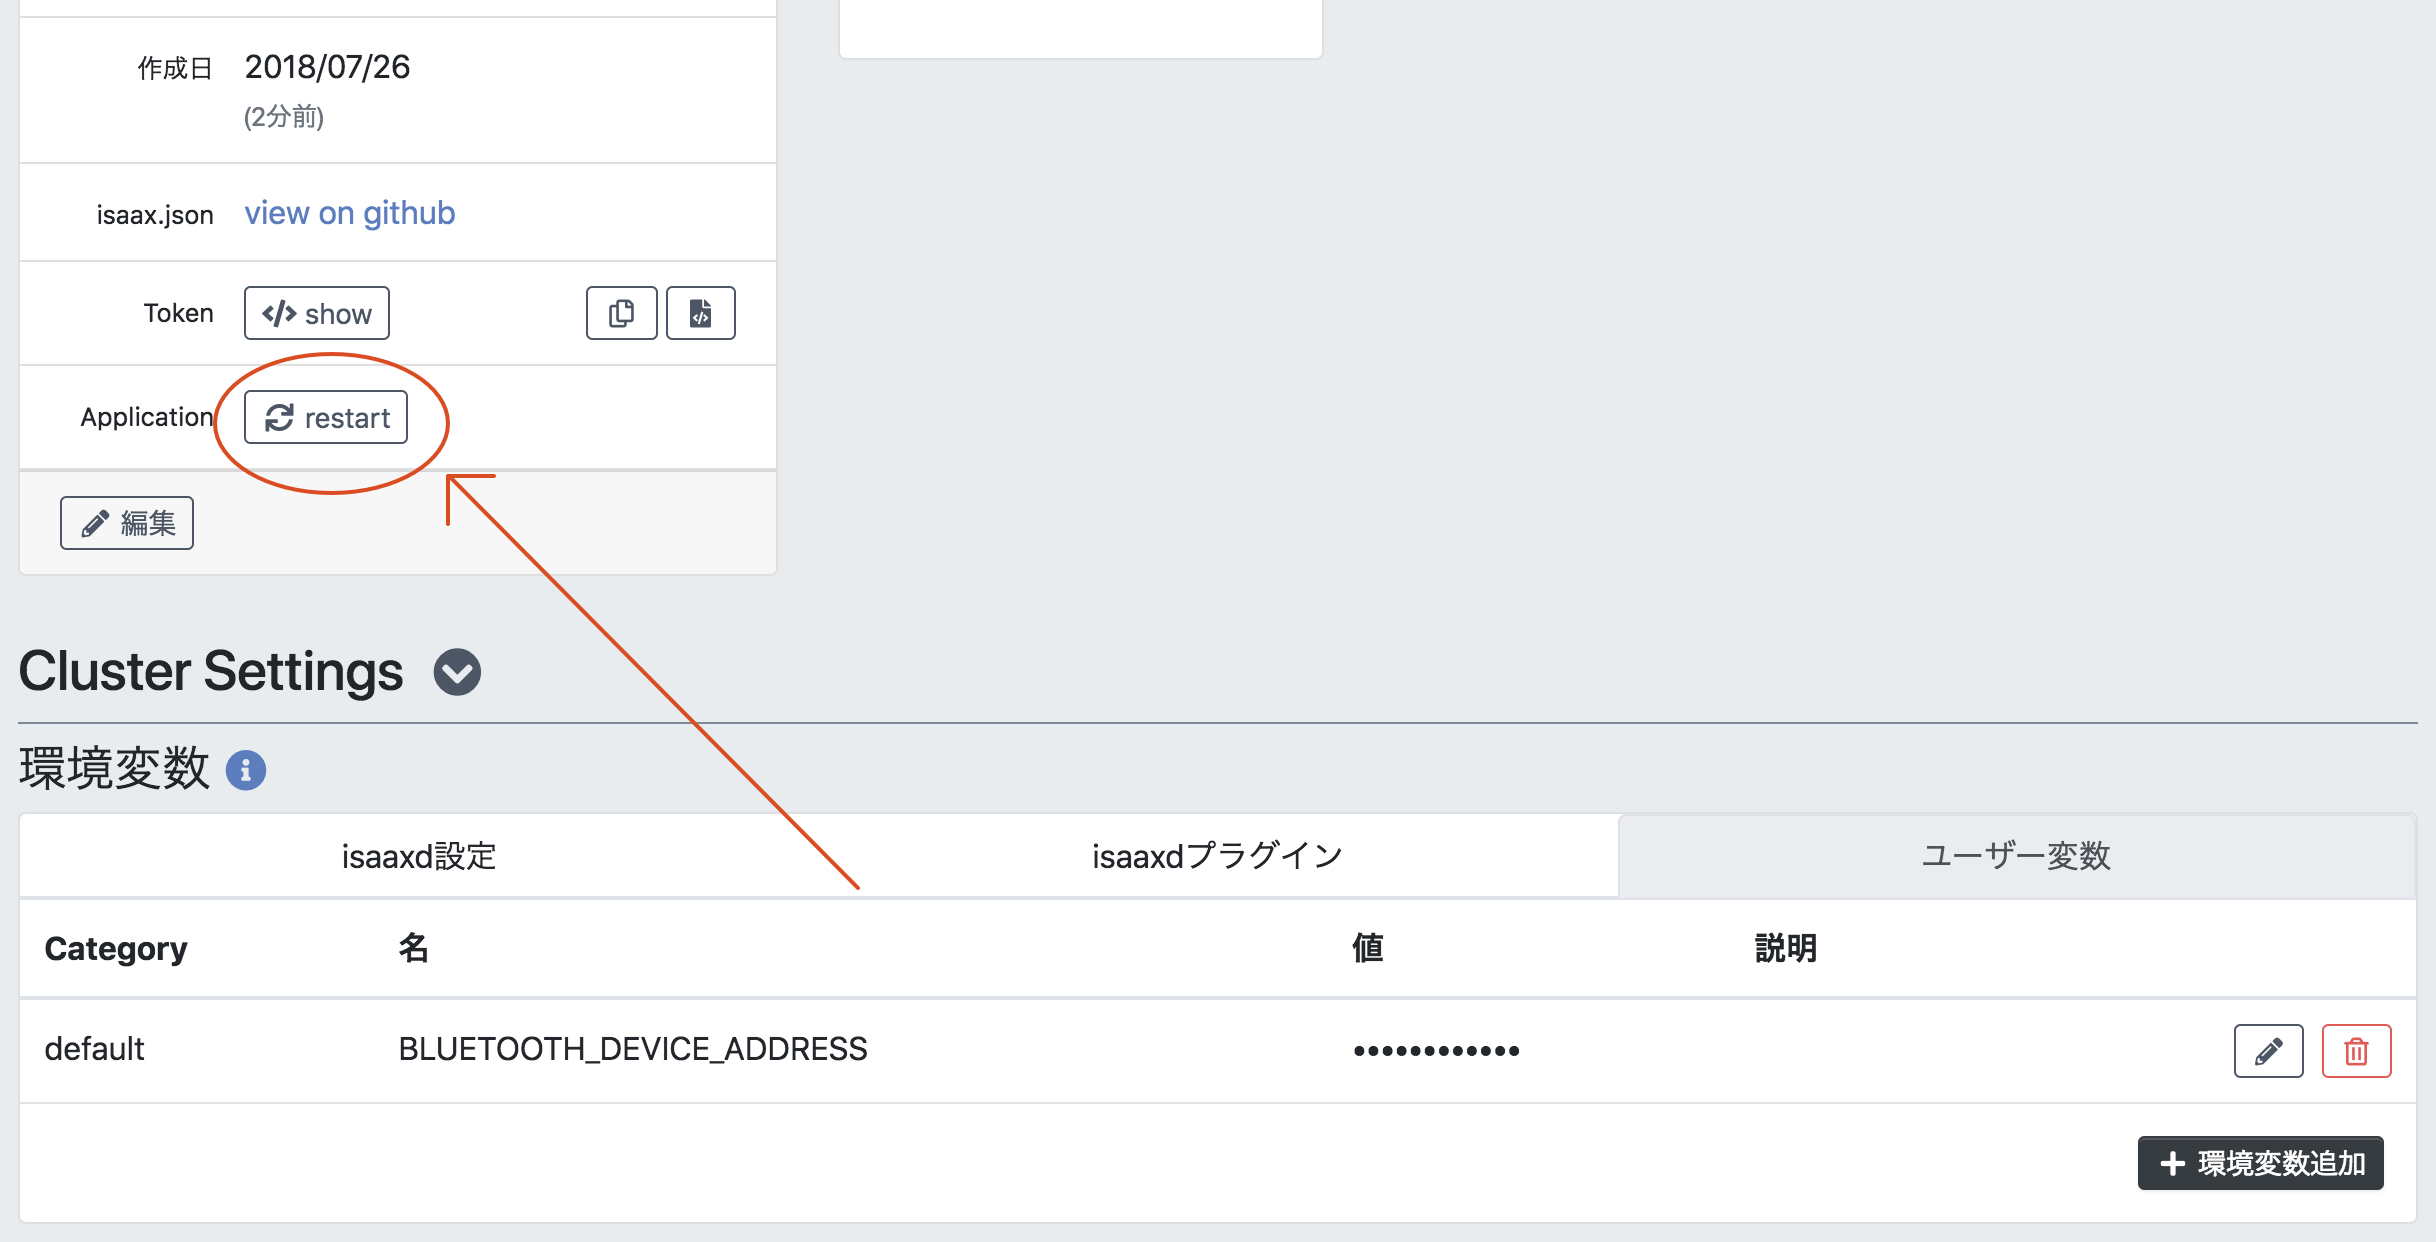 作成日 2018/07/26
(2分前)
isaax.json view on github
Token </> show
Application restart
編集
Cluster Settings
環境変数
isaaxd設定 isaaxdプラグイン ユーザー変数
Category 名 値 説明
default BLUETOOTH_DEVICE_ADDRESS ••••••••••••
+ 環境変数追加